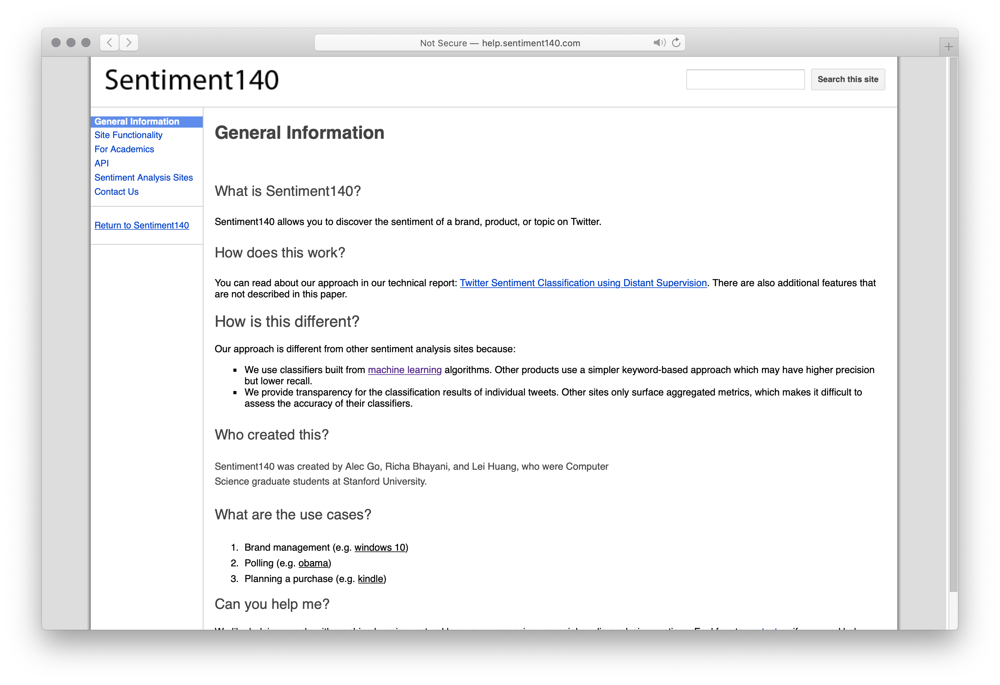 Not Secure — help.sentiment140.com
Sentiment140
Search this site
General Information
Site Functionality
For Academics
API
Sentiment Analysis Sites
Contact Us
Return to Sentiment140
General Information
What is Sentiment140?
Sentiment140 allows you to discover the sentiment of a brand, product, or topic on Twitter.
How does this work?
You can read about our approach in our technical report: Twitter Sentiment Classification using Distant Supervision. There are also additional features that
are not described in this paper.
How is this different?
Our approach is different from other sentiment analysis sites because:
▪ We use classifiers built from machine learning algorithms. Other products use a simpler keyword-based approach which may have higher precision
but lower recall.
▪ We provide transparency for the classification results of individual tweets. Other sites only surface aggregated metrics, which makes it difficult to
assess the accuracy of their classifiers.
Who created this?
Sentiment140 was created by Alec Go, Richa Bhayani, and Lei Huang, who were Computer
Science graduate students at Stanford University.
What are the use cases?
1. Brand management (e.g. windows 10)
2. Polling (e.g. obama)
3. Planning a purchase (e.g. kindle)
Can you help me?